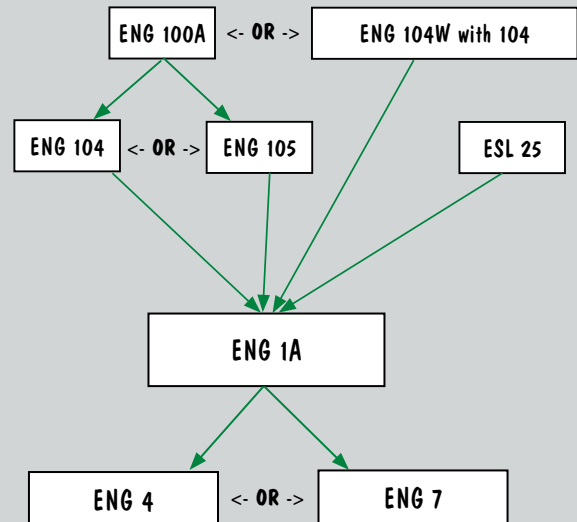 ENG 100A <- OR -> ENG 104W with 104
ENG 104 <- OR -> ENG 105 ESL 25
ENG 1A
ENG 4 <- OR -> ENG 7